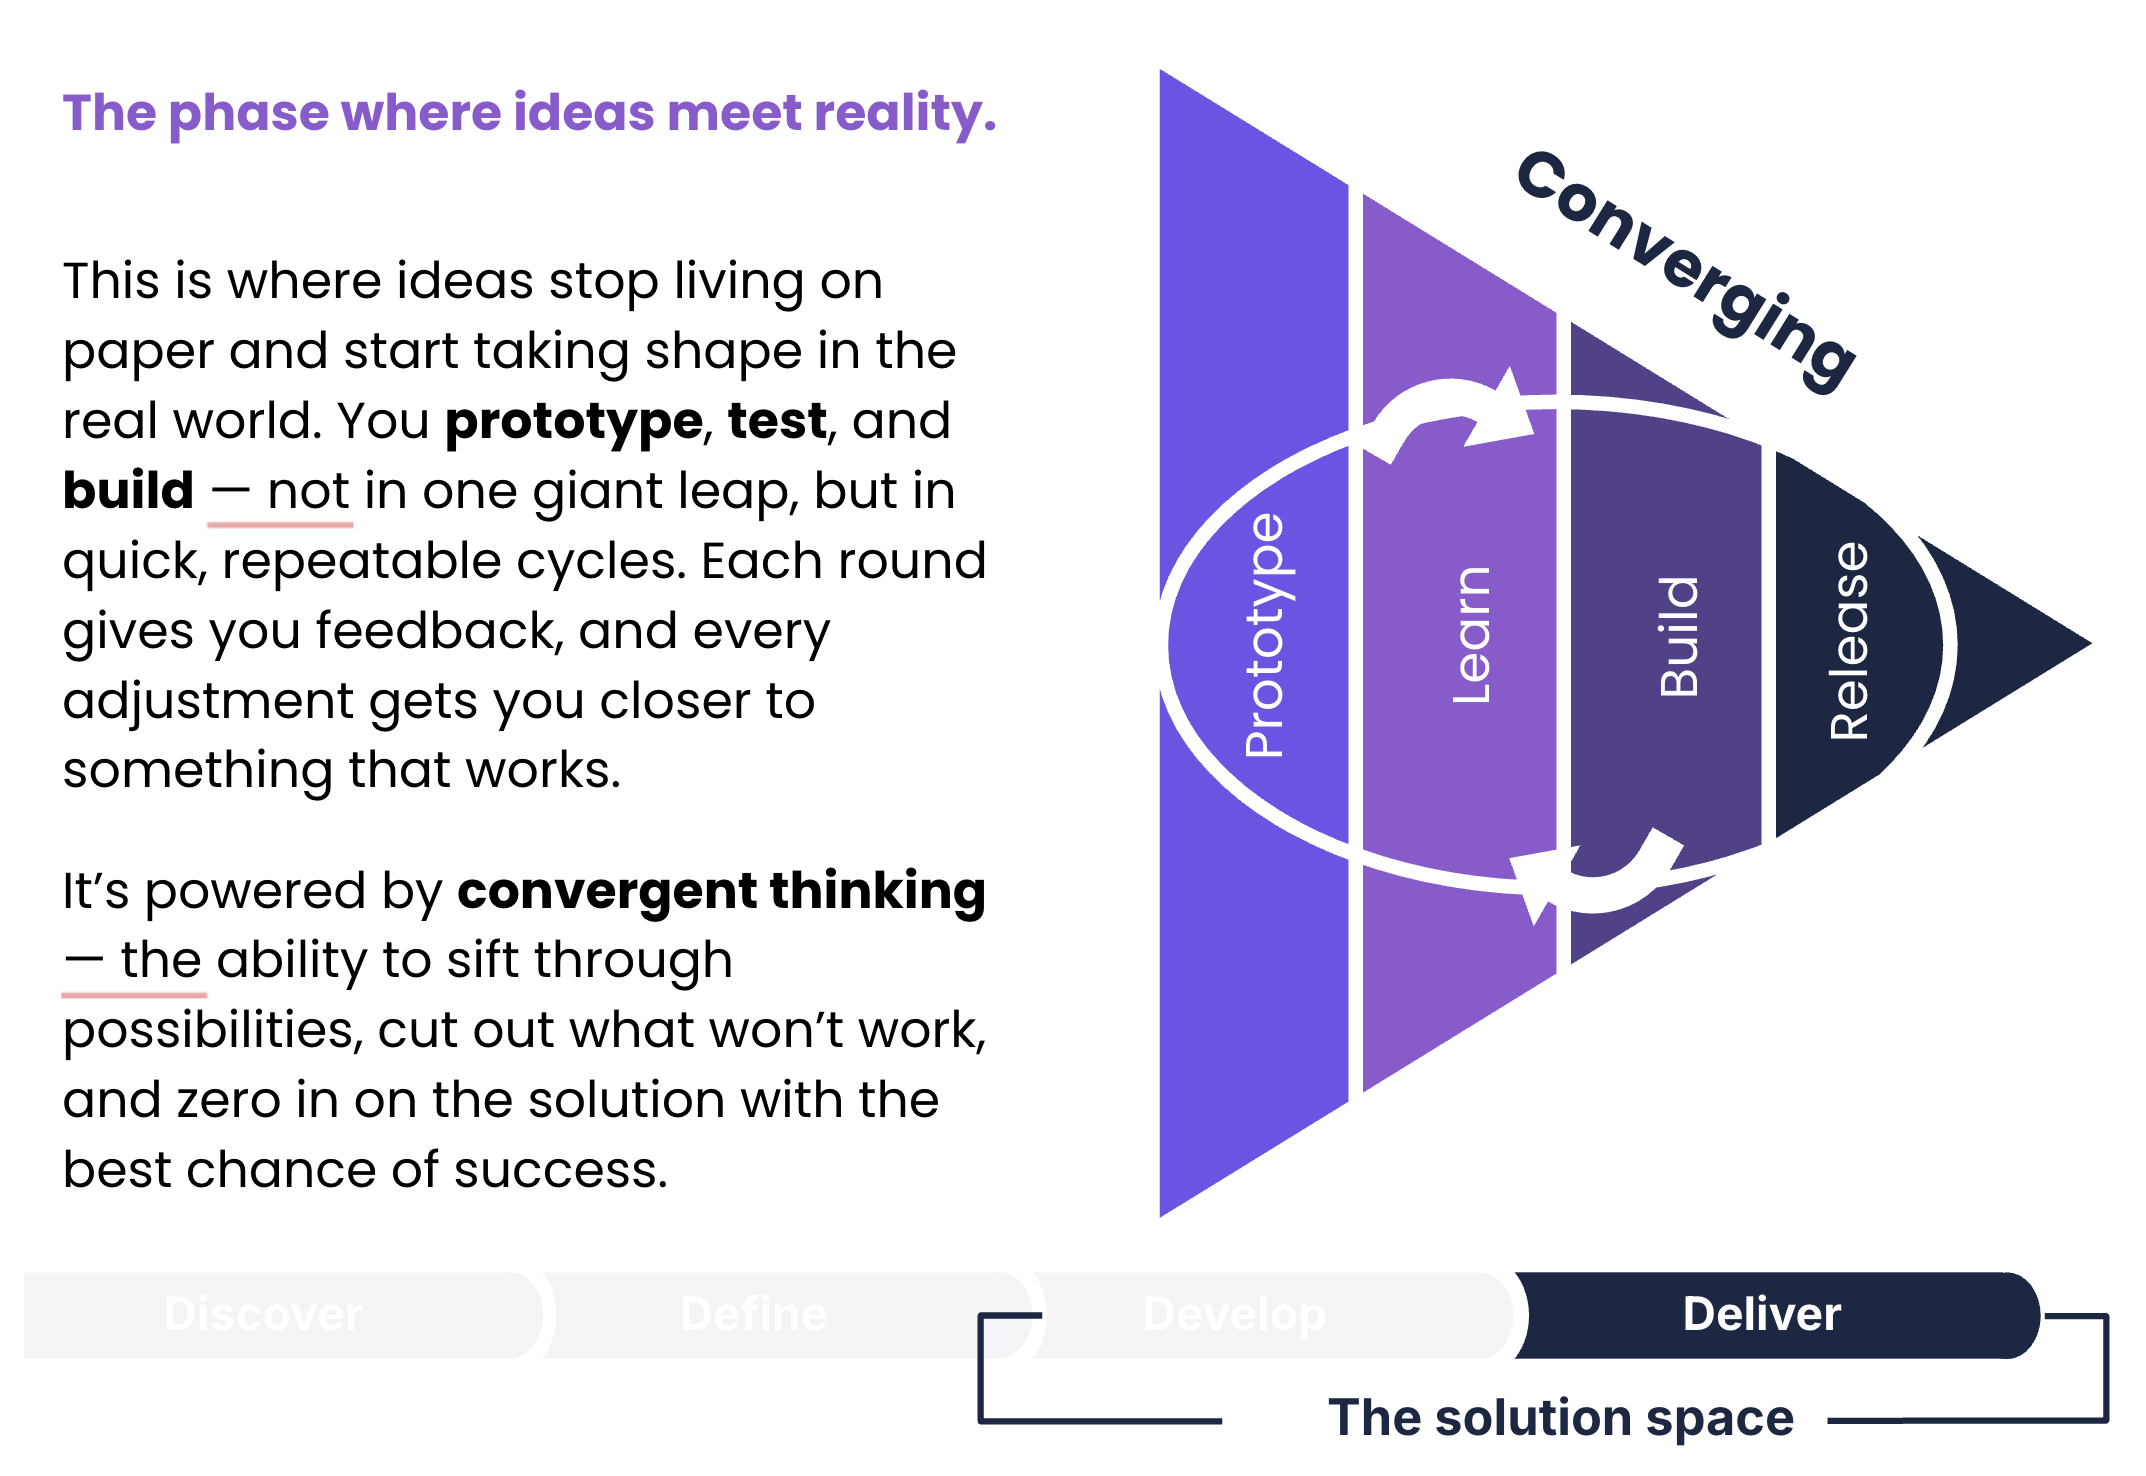 The phase where ideas meet reality.
This is where ideas stop living on
paper and start taking shape in the
real world. You prototype, test, and
build — not in one giant leap, but in
quick, repeatable cycles. Each round
gives you feedback, and every
adjustment gets you closer to
something that works.
It’s powered by convergent thinking
— the ability to sift through
possibilities, cut out what won’t work,
and zero in on the solution with the
best chance of success.
Converging
Prototype
Learn
Build
Release
Discover
Define
Develop
Deliver
The solution space